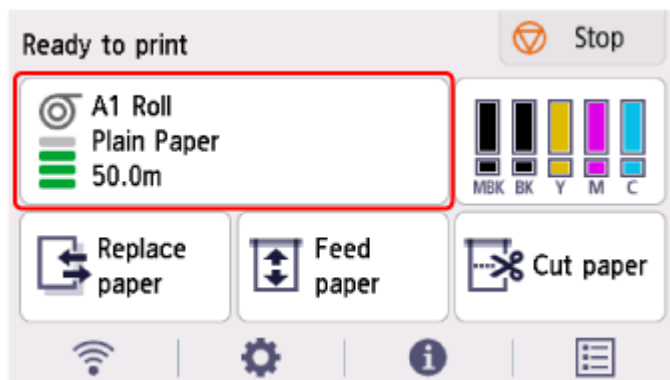 Ready to print
Stop
A1 Roll
Plain Paper
50.0m
MBK BK Y M C
Replace
paper
Feed
paper
Cut paper